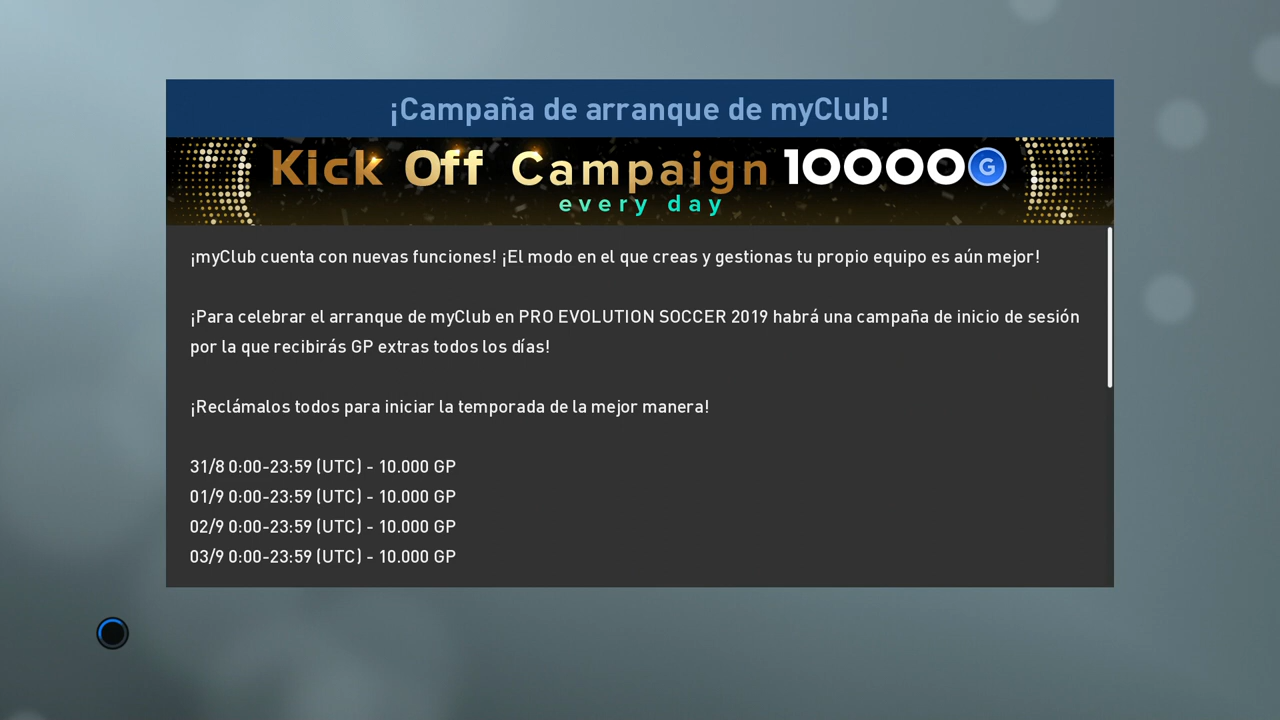 ¡Campaña de arranque de myClub!
Kick Off Campaign 10000 G
every day
¡myClub cuenta con nuevas funciones! ¡El modo en el que creas y gestionas tu propio equipo es aún mejor!
¡Para celebrar el arranque de myClub en PRO EVOLUTION SOCCER 2019 habrá una campaña de inicio de sesión
por la que recibirás GP extras todos los días!
¡Reclámalos todos para iniciar la temporada de la mejor manera!
31/8 0:00-23:59 (UTC) - 10.000 GP
01/9 0:00-23:59 (UTC) - 10.000 GP
02/9 0:00-23:59 (UTC) - 10.000 GP
03/9 0:00-23:59 (UTC) - 10.000 GP